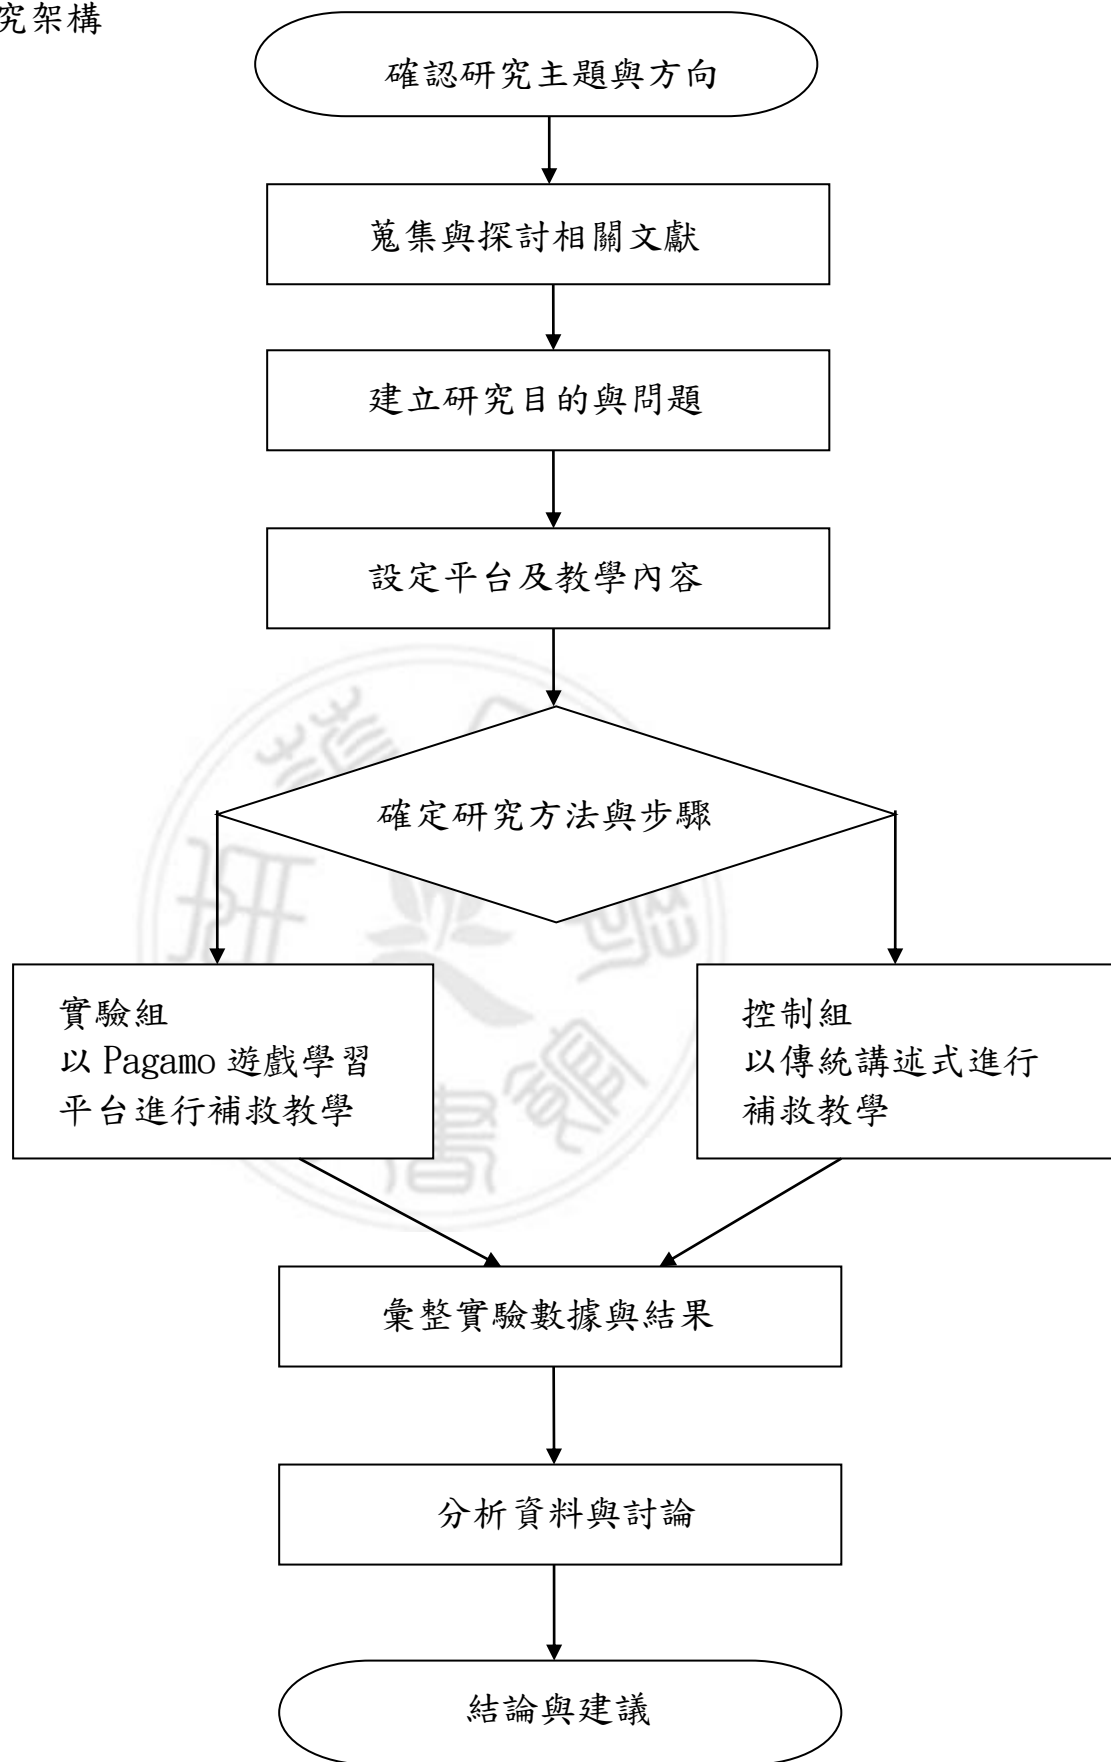 究架構
確認研究主題與方向
蒐集與探討相關文獻
建立研究目的與問題
設定平台及教學內容
確定研究方法與步驟
實驗組
以 Pagamo 遊戲學習
平台進行補救教學
控制組
以傳統講述式進行
補救教學
彙整實驗數據與結果
分析資料與討論
結論與建議